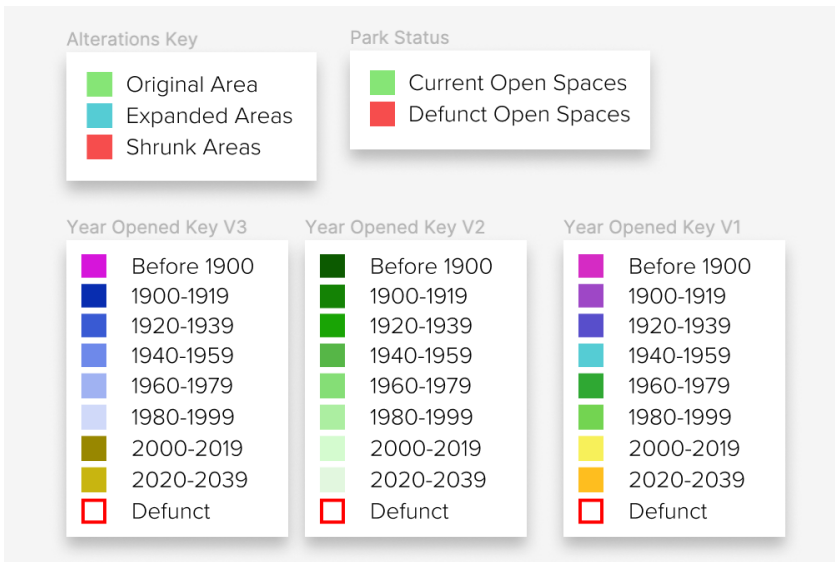 Alterations Key
Original Area
Expanded Areas
Shrunk Areas
Park Status
Current Open Spaces
Defunct Open Spaces
Year Opened Key V3
Before 1900
1900-1919
1920-1939
1940-1959
1960-1979
1980-1999
2000-2019
2020-2039
Defunct
Year Opened Key V2
Before 1900
1900-1919
1920-1939
1940-1959
1960-1979
1980-1999
2000-2019
2020-2039
Defunct
Year Opened Key V1
Before 1900
1900-1919
1920-1939
1940-1959
1960-1979
1980-1999
2000-2019
2020-2039
Defunct